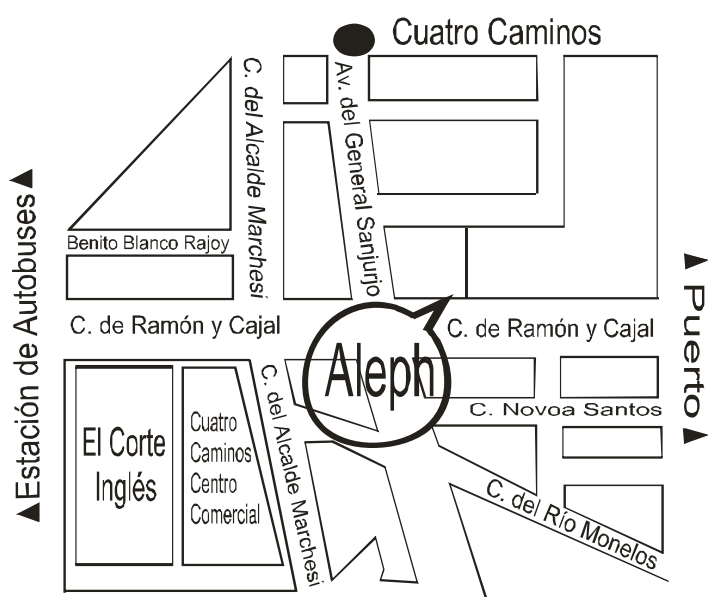 Cuatro Caminos
C. del Alcalde Marchesi
Av. del General Sanjurjo
Benito Blanco Rajoy
Estación de Autobuses
Puerto
C. de Ramón y Cajal
C. de Ramón y Cajal
Aleph
C. Novoa Santos
El Corte
Inglés
Cuatro
Caminos
Centro
Comercial
C. del Alcalde Marchesi
C. del Río Monelos